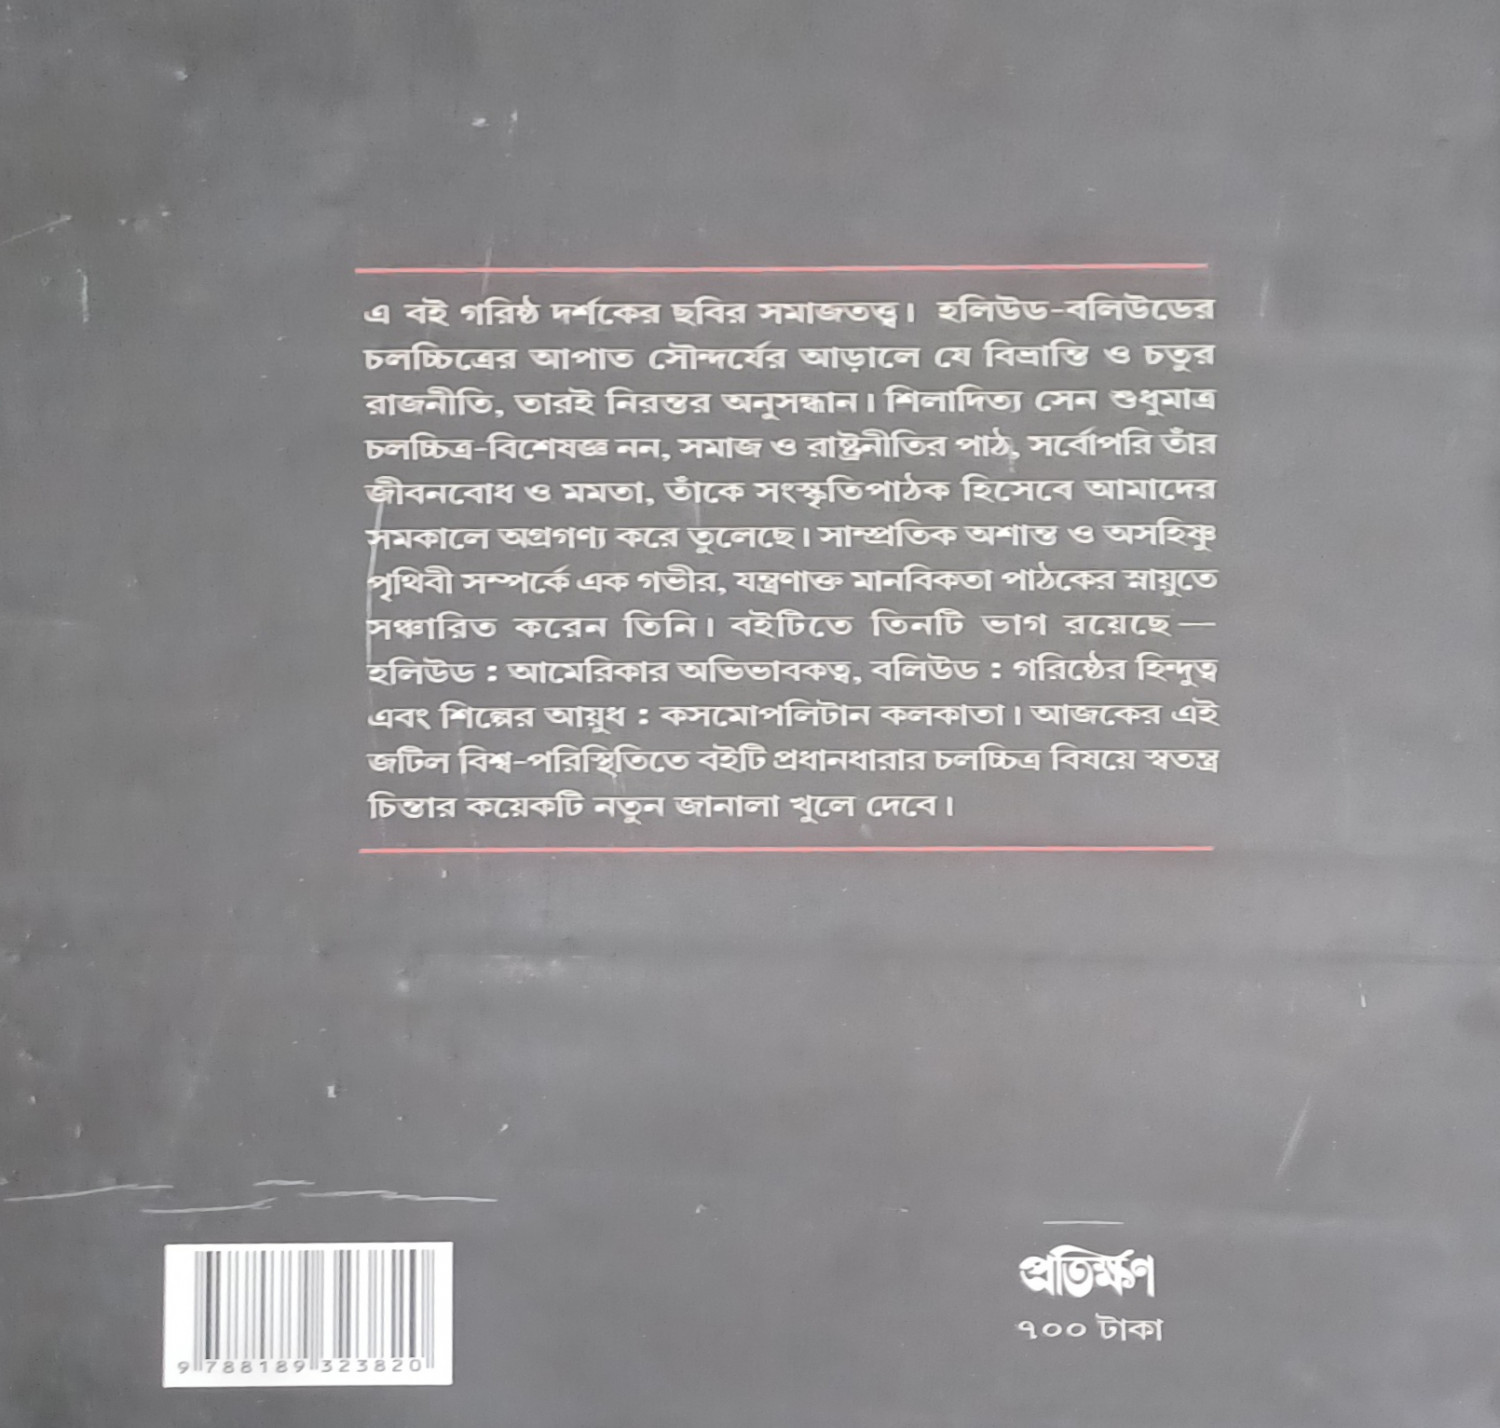 এ বই গরিষ্ঠ দর্শকের ছবির সমাজতত্ত্ব। হলিউড-বলিউডের
চলচ্চিত্রের আপাত সৌন্দর্যের আড়ালে যে বিভ্রান্তি ও চতুর
রাজনীতি, তারই নিরন্তর অনুসন্ধান। শিলাদিত্য সেন শুধুমাত্র
চলচ্চিত্র-বিশেষজ্ঞ নন, সমাজ ও রাষ্ট্রনীতির পাঠ, সর্বোপরি তাঁর
জীবনবোধ ও মমতা, তাঁকে সংস্কৃতিপাঠক হিসেবে আমাদের
সমকালে অগ্রগণ্য করে তুলেছে। সাম্প্রতিক অশান্ত ও অসহিষ্ণু
পৃথিবী সম্পর্কে এক গভীর, যন্ত্রণাক্ত মানবিকতা পাঠকের স্নায়ুতে
সঞ্চারিত করেন তিনি। বইটিতে তিনটি ভাগ রয়েছে —
হলিউড : আমেরিকার অভিভাবকত্ব, বলিউড : গরিষ্ঠের হিন্দুত্ব
এবং শিল্পের আয়ুধ : কসমোপলিটান কলকাতা। আজকের এই
জটিল বিশ্ব-পরিস্থিতিতে বইটি প্রধানধারার চলচ্চিত্র বিষয়ে স্বতন্ত্র
চিন্তার কয়েকটি নতুন জানালা খুলে দেবে।
প্রতিক্ষণ
৭০০ টাকা
9 788189 323820